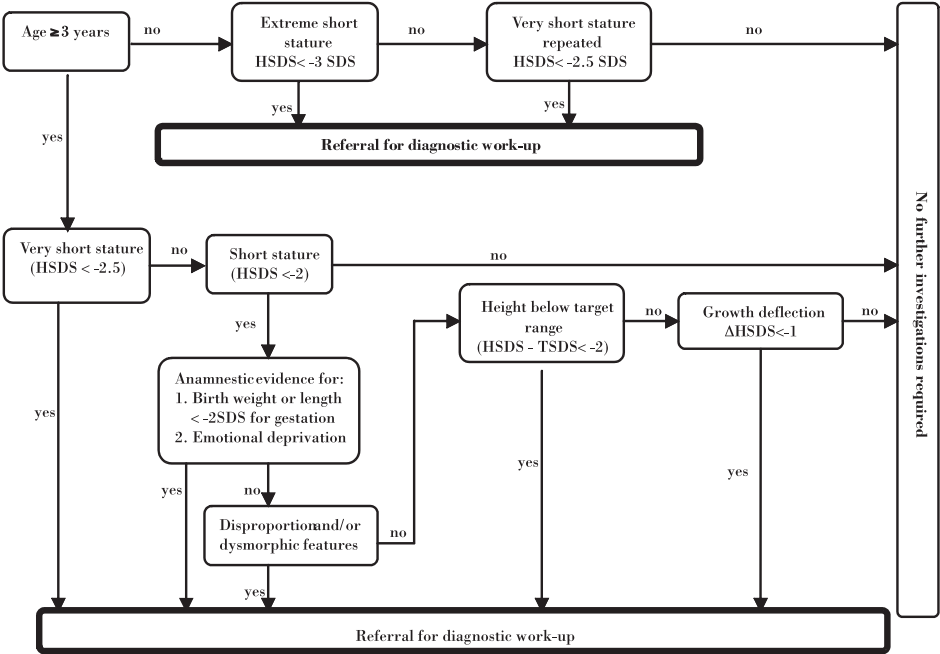 Age ≥3 years
no
Extreme short
stature
HSDS< -3 SDS
no
Very short stature
repeated
HSDS< -2.5 SDS
no
yes
yes
yes
Referral for diagnostic work-up
No further investigations required
Very short stature
(HSDS < -2.5)
no
Short stature
(HSDS <-2)
no
yes
Height below target
range
(HSDS - TSDS< -2)
no
Growth deflection
ΔHSDS<-1
no
Anamnestic evidence for:
1. Birth weight or length
< -2SDS for gestation
2. Emotional deprivation
yes
yes
no
yes
yes
Disproportionand/or
dysmorphic features
no
yes
Referral for diagnostic work-up